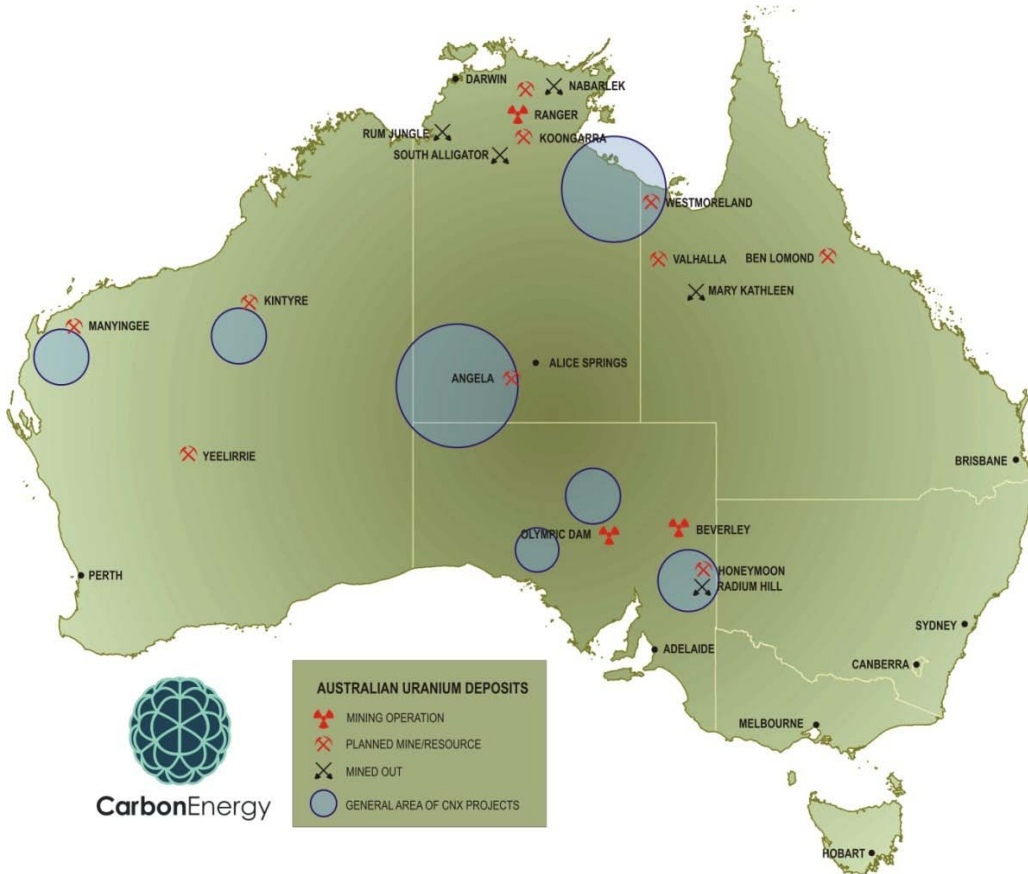 DARWIN
NABARLEK
RANGER
RUM JUNGLE
KOONGARRA
SOUTH ALLIGATOR
WESTMORELAND
VALHALLA
BEN LOMOND
MARY KATHLEEN
KINTYRE
MANYINGEE
ALICE SPRINGS
ANGELA
YEELIRRIE
BRISBANE
OLYMPIC DAM
BEVERLEY
HONEYMOON
PERTH
RADIUM HILL
SYDNEY
ADELAIDE
CANBERRA
MELBOURNE
HOBART
CarbonEnergy
AUSTRALIAN URANIUM DEPOSITS
MINING OPERATION
PLANNED MINE/RESOURCE
MINED OUT
GENERAL AREA OF CNX PROJECTS